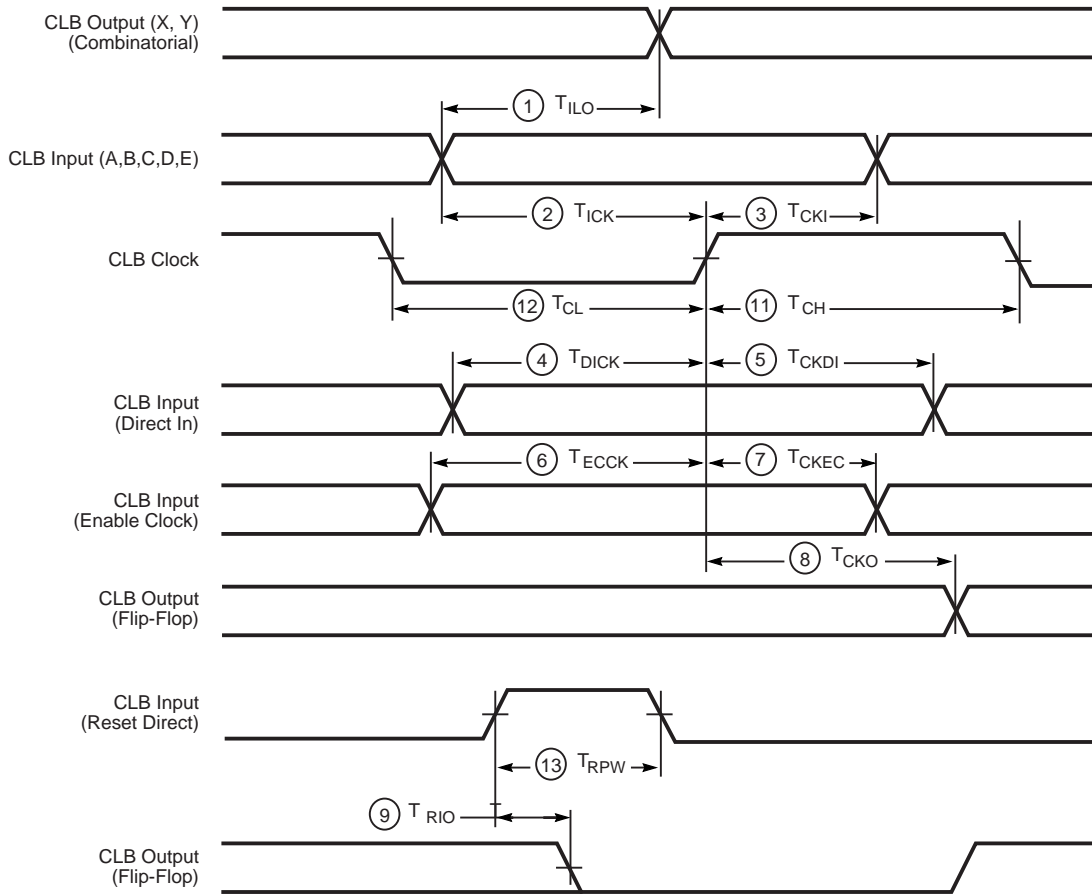 CLB Output (X, Y)
(Combinatorial)
1 TILO
CLB Input (A,B,C,D,E)
2 TICK
3 TCKI
CLB Clock
12 TCL
11 TCH
4 TDICK
5 TCKDI
CLB Input
(Direct In)
6 TECCK
7 TCKEC
CLB Input
(Enable Clock)
8 TCKO
CLB Output
(Flip-Flop)
CLB Input
(Reset Direct)
13 TRPW
9 T RIO
T
CLB Output
(Flip-Flop)